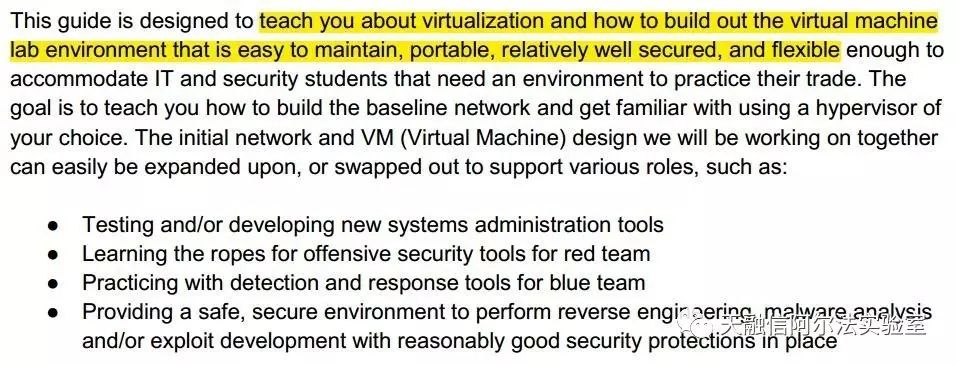 This guide is designed to teach you about virtualization and how to build out the virtual machine
lab environment that is easy to maintain, portable, relatively well secured, and flexible enough to
accommodate IT and security students that need an environment to practice their trade. The
goal is to teach you how to build the baseline network and get familiar with using a hypervisor of
your choice. The initial network and VM (Virtual Machine) design we will be working on together
can easily be expanded upon, or swapped out to support various roles, such as:
● Testing and/or developing new systems administration tools
● Learning the ropes for offensive security tools for red team
● Practicing with detection and response tools for blue team
● Providing a safe, secure environment to perform reverse engineering, malware analysis
and/or exploit development with reasonably good security protections in place
天融信阿尔法实验室